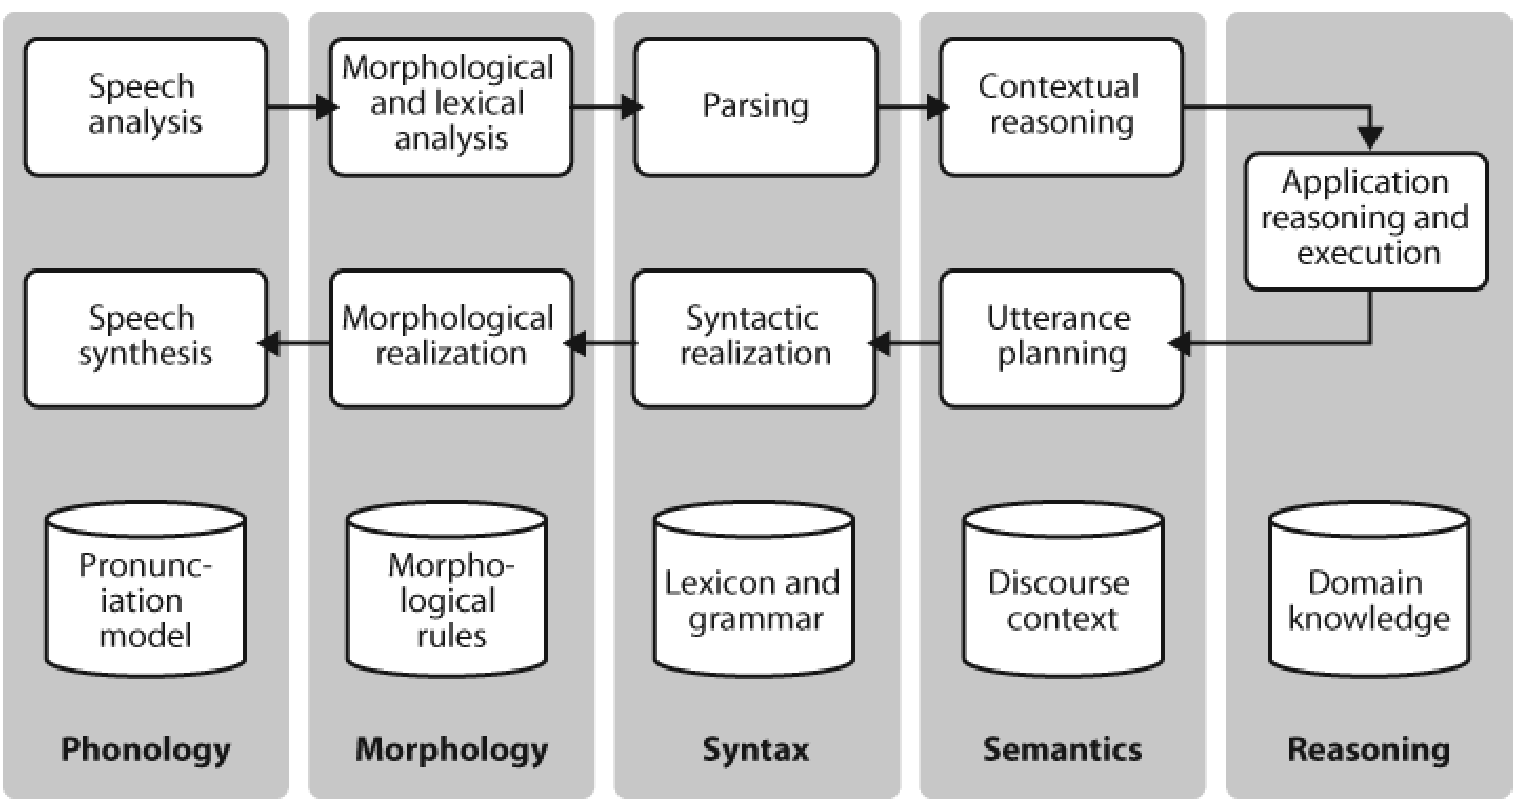 Speech
analysis
Morphological
and lexical
analysis
Parsing
Contextual
reasoning
Application
reasoning and
execution
Speech
synthesis
Morphological
realization
Syntactic
realization
Utterance
planning
Pronunc-
iation
model
Morpho-
logical
rules
Lexicon and
grammar
Discourse
context
Domain
knowledge
Phonology
Morphology
Syntax
Semantics
Reasoning